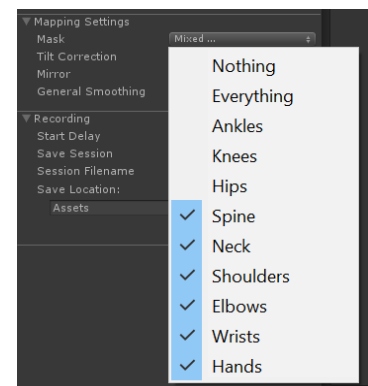 Mapping Settings
Mask Mixed ...
Tilt Correction
Mirror
General Smoothing
Recording
Start Delay
Save Session
Session Filename
Save Location:
Assets
Nothing
Everything
Ankles
Knees
Hips
Spine
Neck
Shoulders
Elbows
Wrists
Hands